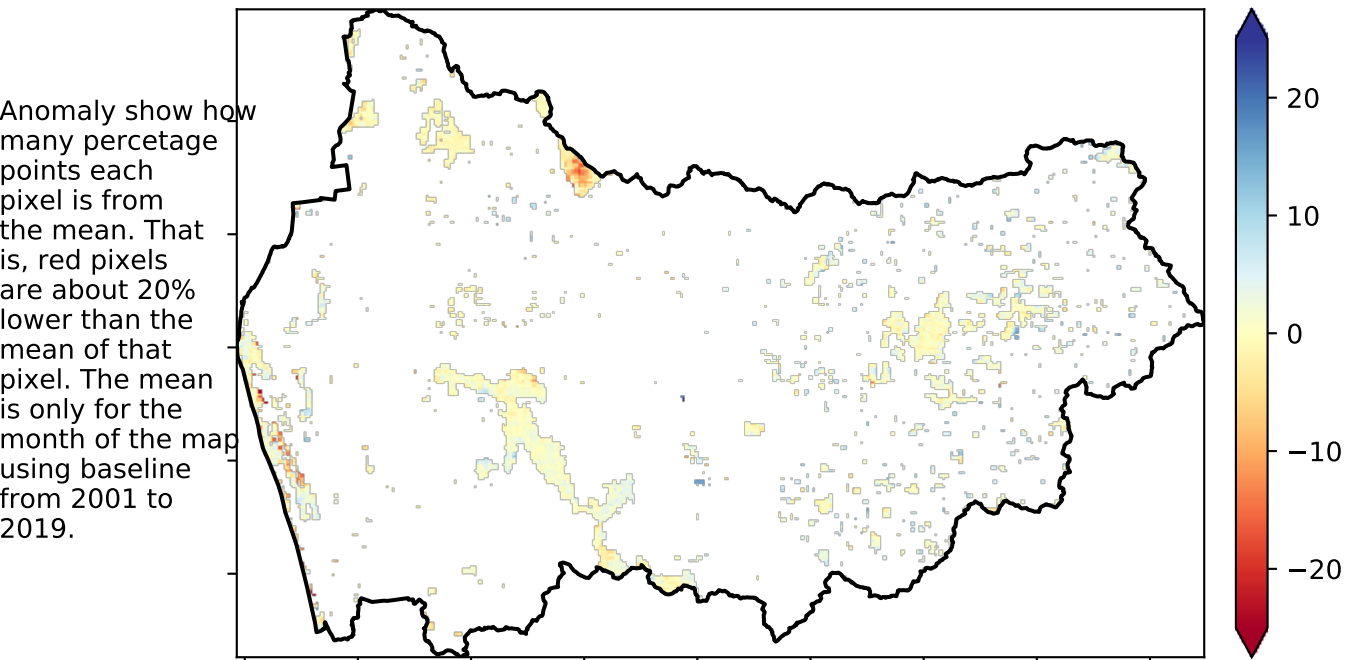 Anomaly show how
many percetage
points each
pixel is from
the mean. That
is, red pixels
are about 20%
lower than the
mean of that
pixel. The mean
is only for the
month of the map
using baseline
from 2001 to
2019.
20
10
0
−10
−20